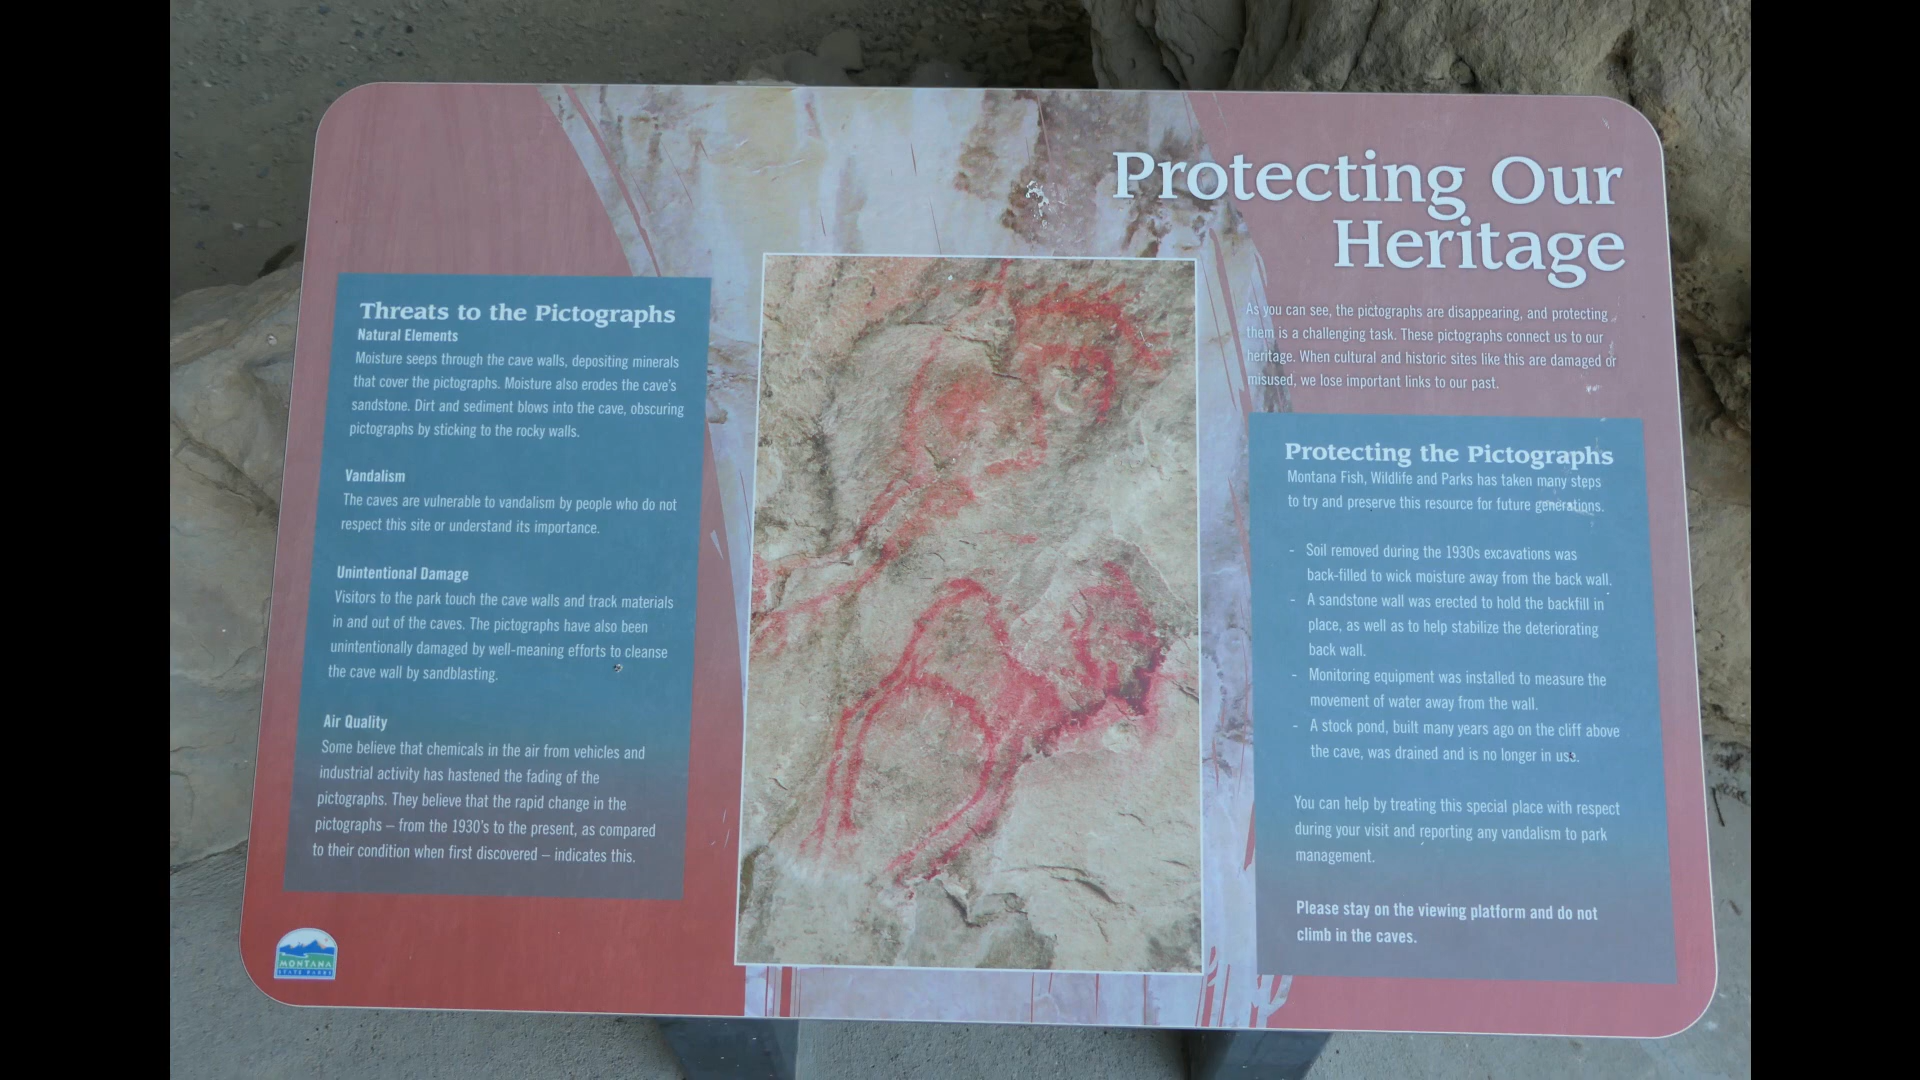 Protecting Our
Heritage
As you can see, the pictographs are disappearing, and protecting
them is a challenging task. These pictographs connect us to our
heritage. When cultural and historic sites like this are damaged or
misused, we lose important links to our past.
Threats to the Pictographs
Natural Elements
Moisture seeps through the cave walls, depositing minerals
that cover the pictographs. Moisture also erodes the cave's
sandstone. Dirt and sediment blows into the cave, obscuring
pictographs by sticking to the rocky walls.
Vandalism
The caves are vulnerable to vandalism by people who do not
respect this site or understand its importance.
Unintentional Damage
Visitors to the park touch the cave walls and track materials
in and out of the caves. The pictographs have also been
unintentionally damaged by well-meaning efforts to cleanse
the cave wall by sandblasting.
Air Quality
Some believe that chemicals in the air from vehicles and
industrial activity has hastened the fading of the
pictographs. They believe that the rapid change in the
pictographs – from the 1930's to the present, as compared
to their condition when first discovered – indicates this.
Protecting the Pictographs
Montana Fish, Wildlife and Parks has taken many steps
to try and preserve this resource for future generations.
- Soil removed during the 1930s excavations was
back-filled to wick moisture away from the back wall.
- A sandstone wall was erected to hold the backfill in
place, as well as to help stabilize the deteriorating
back wall.
- Monitoring equipment was installed to measure the
movement of water away from the wall.
- A stock pond, built many years ago on the cliff above
the cave, was drained and is no longer in use.
You can help by treating this special place with respect
during your visit and reporting any vandalism to park
management.
Please stay on the viewing platform and do not
climb in the caves.
MONTANA
STATE PARKS